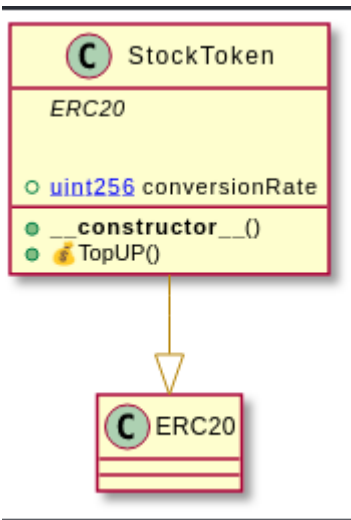 C StockToken
ERC20
uint256 conversionRate
__constructor__()
💰TopUP()
C ERC20